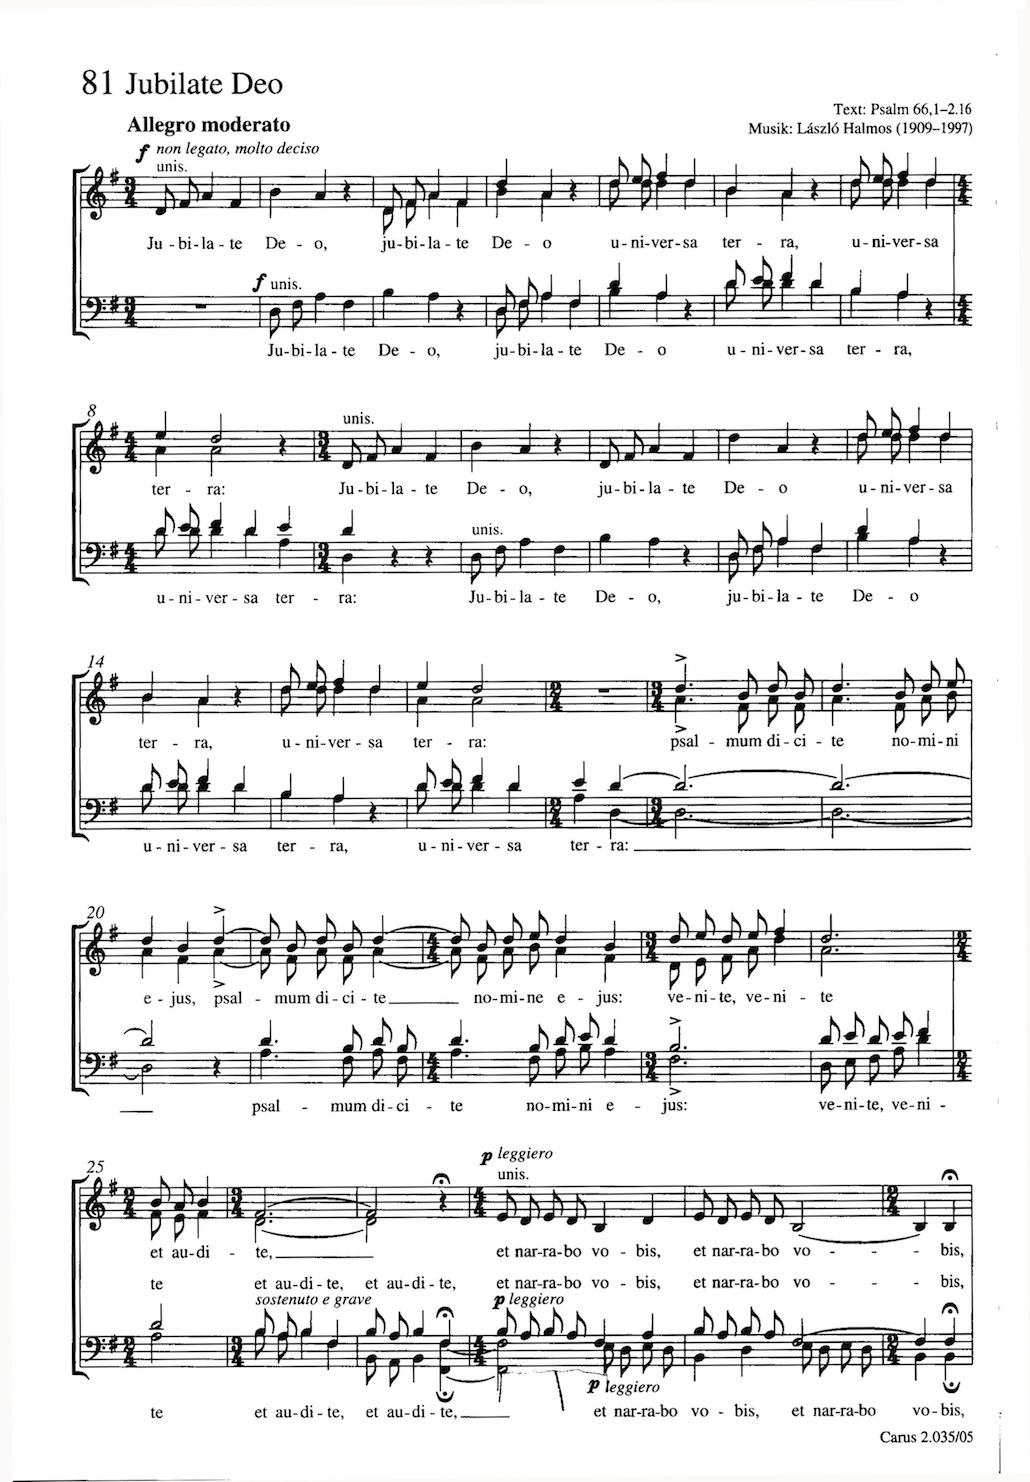 81 Jubilate Deo
Text: Psalm 66,1–2.16
Allegro moderato
Musik: László Halmos (1909–1997)
f non legato, molto deciso
unis.
Ju - bi - la - te De - o, ju - bi - la - te De - o u - ni - ver - sa ter - ra, u - ni - ver - sa
f unis.
Ju - bi - la - te De - o, ju - bi - la - te De - o u - ni - ver - sa ter - ra,
8
unis.
ter - ra: Ju - bi - la - te De - o, ju - bi - la - te De - o u - ni - ver - sa
unis.
u - ni - ver - sa ter - ra: Ju - bi - la - te De - o, ju - bi - la - te De - o
14
ter - ra, u - ni - ver - sa ter - ra: psal - mum di - ci - te no - mi - ni
u - ni - ver - sa ter - ra, u - ni - ver - sa ter - ra:
20
e - jus, psal - mum di - ci - te no - mi - ne e - jus: ve - ni - te, ve - ni - te
psal - mum di - ci - te no - mi - ni e - jus: ve - ni - te, ve - ni -
25
p leggiero
unis.
et au - di - te, et nar - ra - bo vo - bis, et nar - ra - bo vo - bis,
te et au - di - te, et au - di - te, et nar - ra - bo vo - bis, et nar - ra - bo vo - bis,
sostenuto e grave p leggiero
p leggiero
te et au - di - te, et au - di - te, et nar - ra - bo vo - bis, et nar - ra - bo vo - bis,
Carus 2.035/05